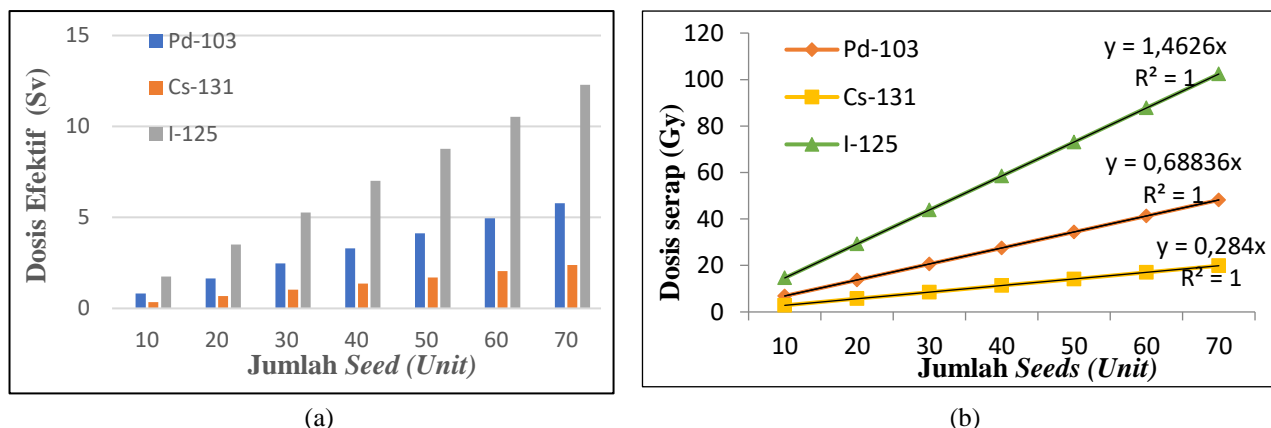 15
10
5
0
Dosis Efektif (Sv)
Pd-103
Cs-131
I-125
10 20 30 40 50 60 70
Jumlah Seed (Unit)
(a)
120
100
80
60
40
20
0
Dosis serap (Gy)
Pd-103
Cs-131
I-125
y = 1,4626x
R² = 1
y = 0,68836x
R² = 1
y = 0,284x
R² = 1
10 20 30 40 50 60 70
Jumlah Seeds (Unit)
(b)